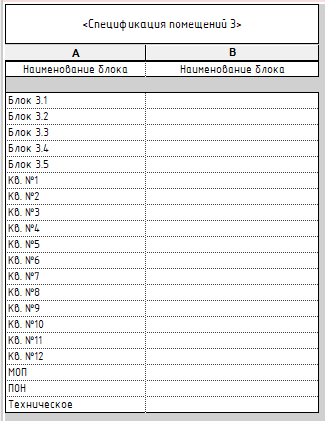 <Спецификация помещений 3>
A B
Наименование блока Наименование блока
Блок 3.1
Блок 3.2
Блок 3.3
Блок 3.4
Блок 3.5
Кв. №1
Кв. №2
Кв. №3
Кв. №4
Кв. №5
Кв. №6
Кв. №7
Кв. №8
Кв. №9
Кв. №10
Кв. №11
Кв. №12
МОП
ПОН
Техническое